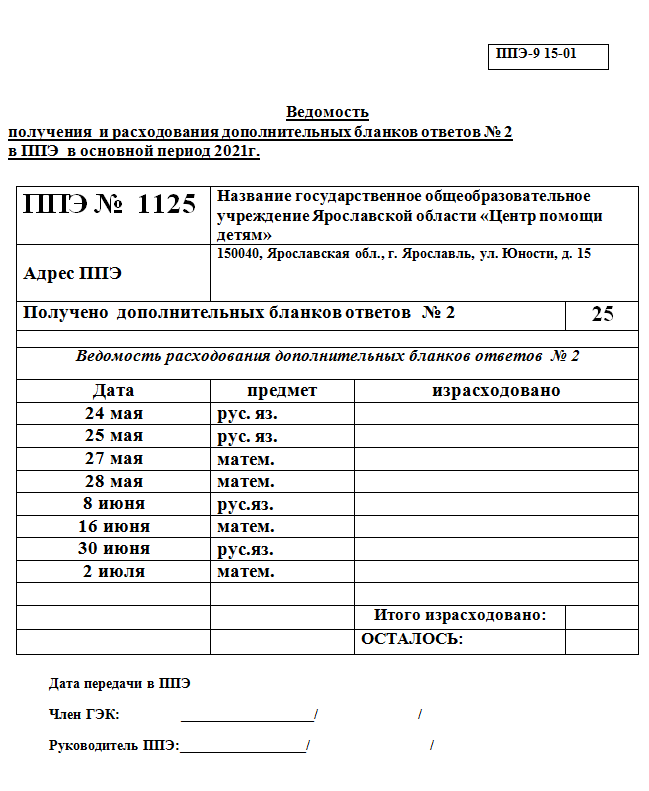 ППЭ-9 15-01
Ведомость
получения и расходования дополнительных бланков ответов № 2
в ППЭ в основной период 2021г.
ППЭ № 1125
Название государственное общеобразовательное
учреждение Ярославской области «Центр помощи
детям»
Адрес ППЭ
150040, Ярославская обл., г. Ярославль, ул. Юности, д. 15
Получено дополнительных бланков ответов № 2 25
Ведомость расходования дополнительных бланков ответов № 2
Дата предмет израсходовано
24 мая рус. яз.
25 мая рус. яз.
27 мая матем.
28 мая матем.
8 июня рус.яз.
16 июня матем.
30 июня рус.яз.
2 июля матем.
Итого израсходовано:
ОСТАЛОСЬ:
Дата передачи в ППЭ
Член ГЭК: ___________________/ /
Руководитель ППЭ:__________________/ /